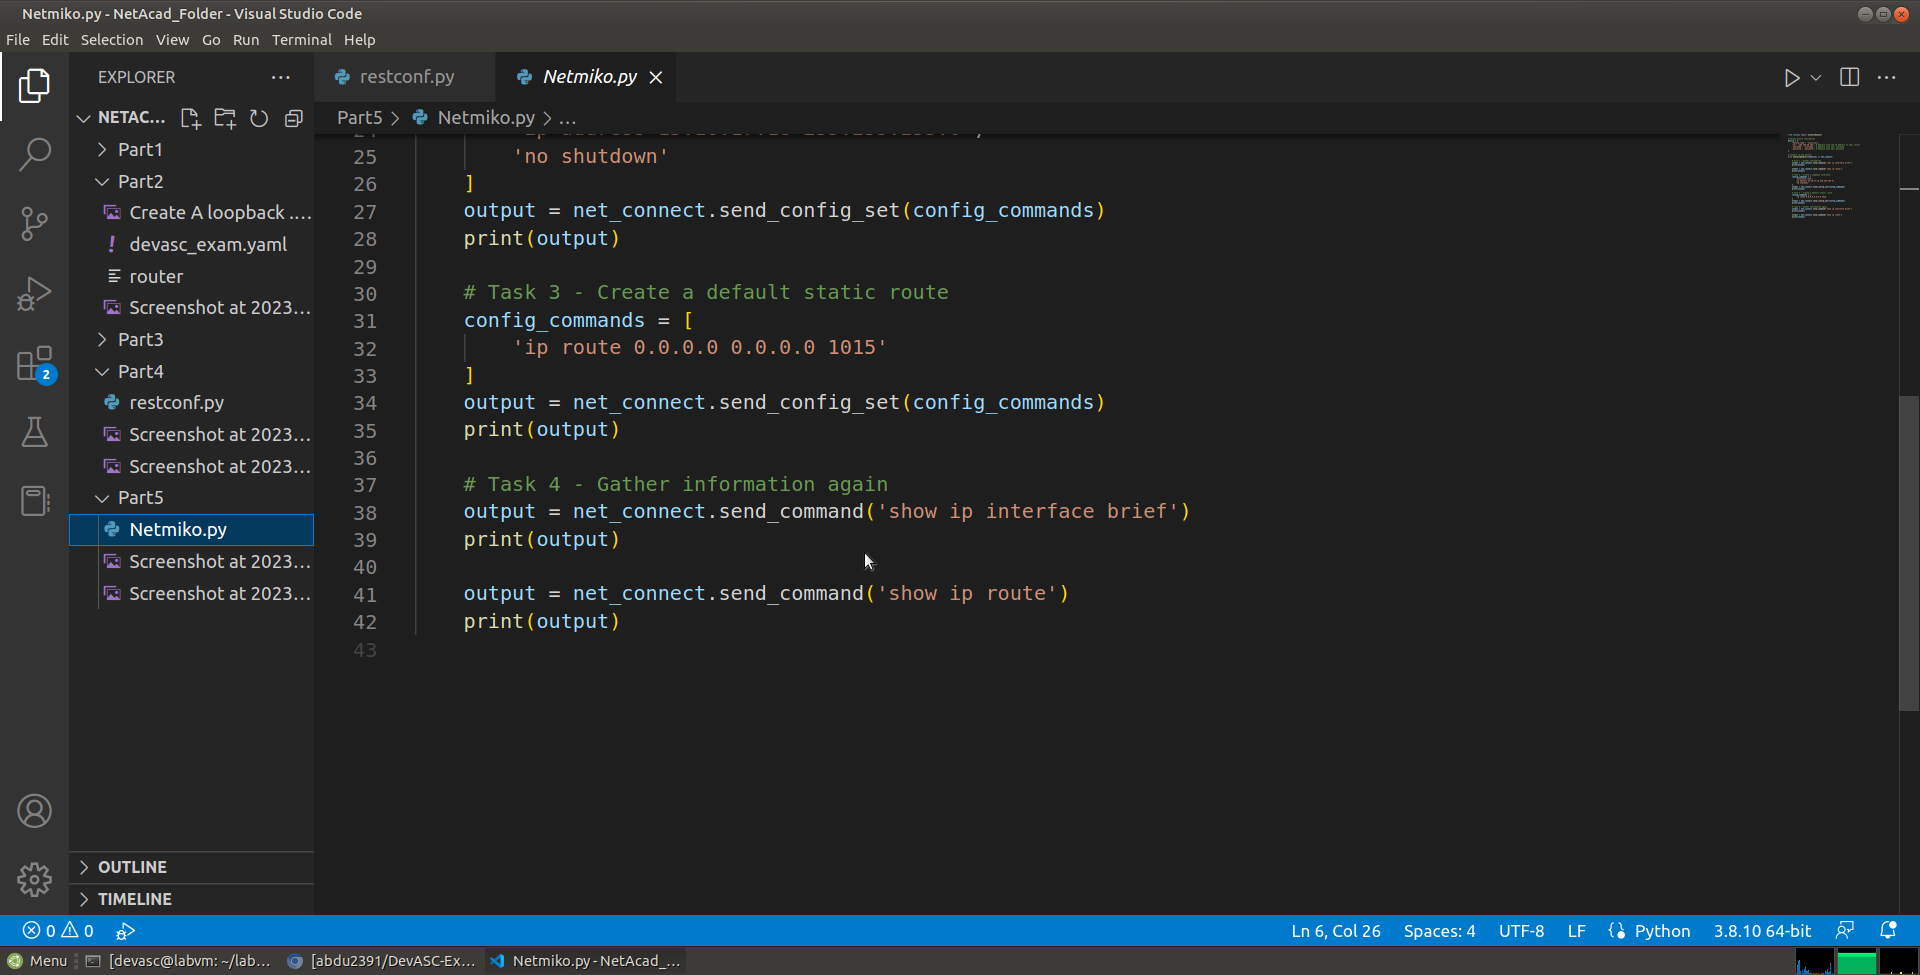 Netmiko.py - NetAcad_Folder - Visual Studio Code
File Edit Selection View Go Run Terminal Help
EXPLORER
restconf.py
Netmiko.py
NETAC...
Part5 > Netmiko.py > ...
Part1
Part2
Create A loopback ....
devasc_exam.yaml
router
Screenshot at 2023...
Part3
Part4
restconf.py
Screenshot at 2023...
Screenshot at 2023...
Part5
Netmiko.py
Screenshot at 2023...
Screenshot at 2023...
OUTLINE
TIMELINE
2
25 'no shutdown'
26 ]
27 output = net_connect.send_config_set(config_commands)
28 print(output)
29
30 # Task 3 - Create a default static route
31 config_commands = [
32 'ip route 0.0.0.0 0.0.0.0 1015'
33 ]
34 output = net_connect.send_config_set(config_commands)
35 print(output)
36
37 # Task 4 - Gather information again
38 output = net_connect.send_command('show ip interface brief')
39 print(output)
40
41 output = net_connect.send_command('show ip route')
42 print(output)
43
0 0 Ln 6, Col 26 Spaces: 4 UTF-8 LF Python 3.8.10 64-bit
Menu [devasc@labvm: ~/lab... [abdu2391/DevASC-Ex... Netmiko.py - NetAcad_...